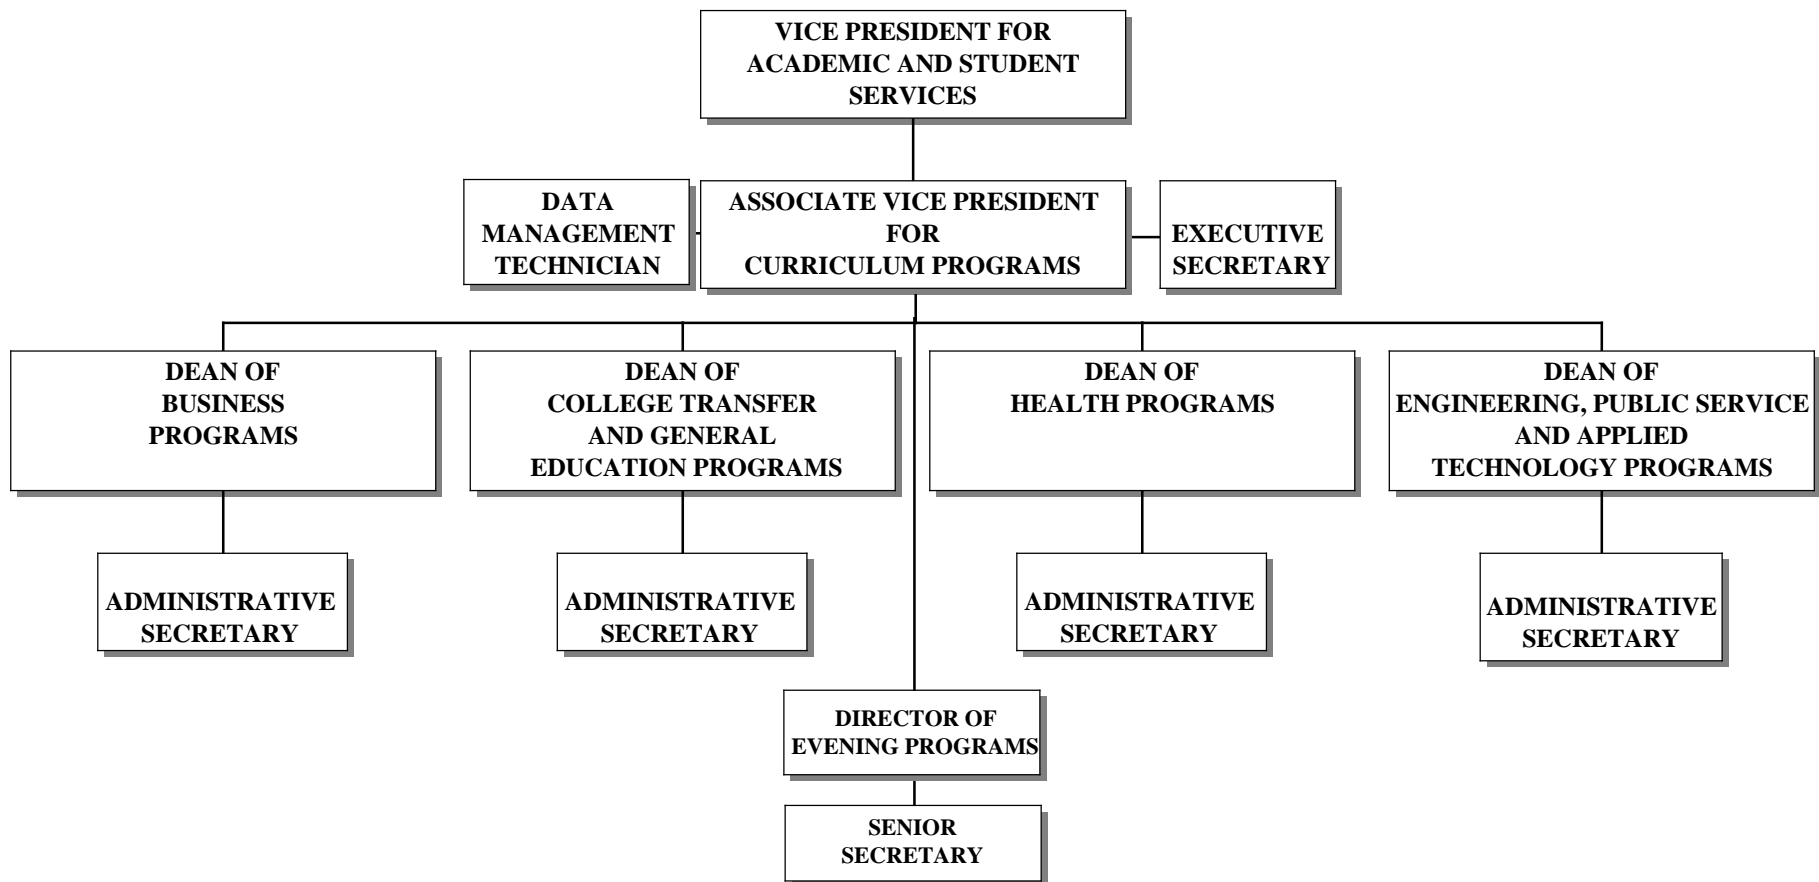 VICE PRESIDENT FOR
ACADEMIC AND STUDENT
SERVICES
DATA
MANAGEMENT
TECHNICIAN
ASSOCIATE VICE PRESIDENT
FOR
CURRICULUM PROGRAMS
EXECUTIVE
SECRETARY
DEAN OF
BUSINESS
PROGRAMS
DEAN OF
COLLEGE TRANSFER
AND GENERAL
EDUCATION PROGRAMS
DEAN OF
HEALTH PROGRAMS
DEAN OF
ENGINEERING, PUBLIC SERVICE
AND APPLIED
TECHNOLOGY PROGRAMS
ADMINISTRATIVE
SECRETARY
ADMINISTRATIVE
SECRETARY
ADMINISTRATIVE
SECRETARY
ADMINISTRATIVE
SECRETARY
DIRECTOR OF
EVENING PROGRAMS
SENIOR
SECRETARY